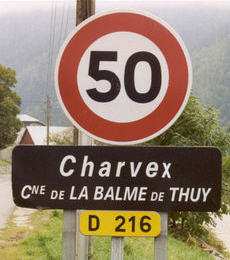 50
Charvex
CNE DE LA BALME DE THUY
D 216